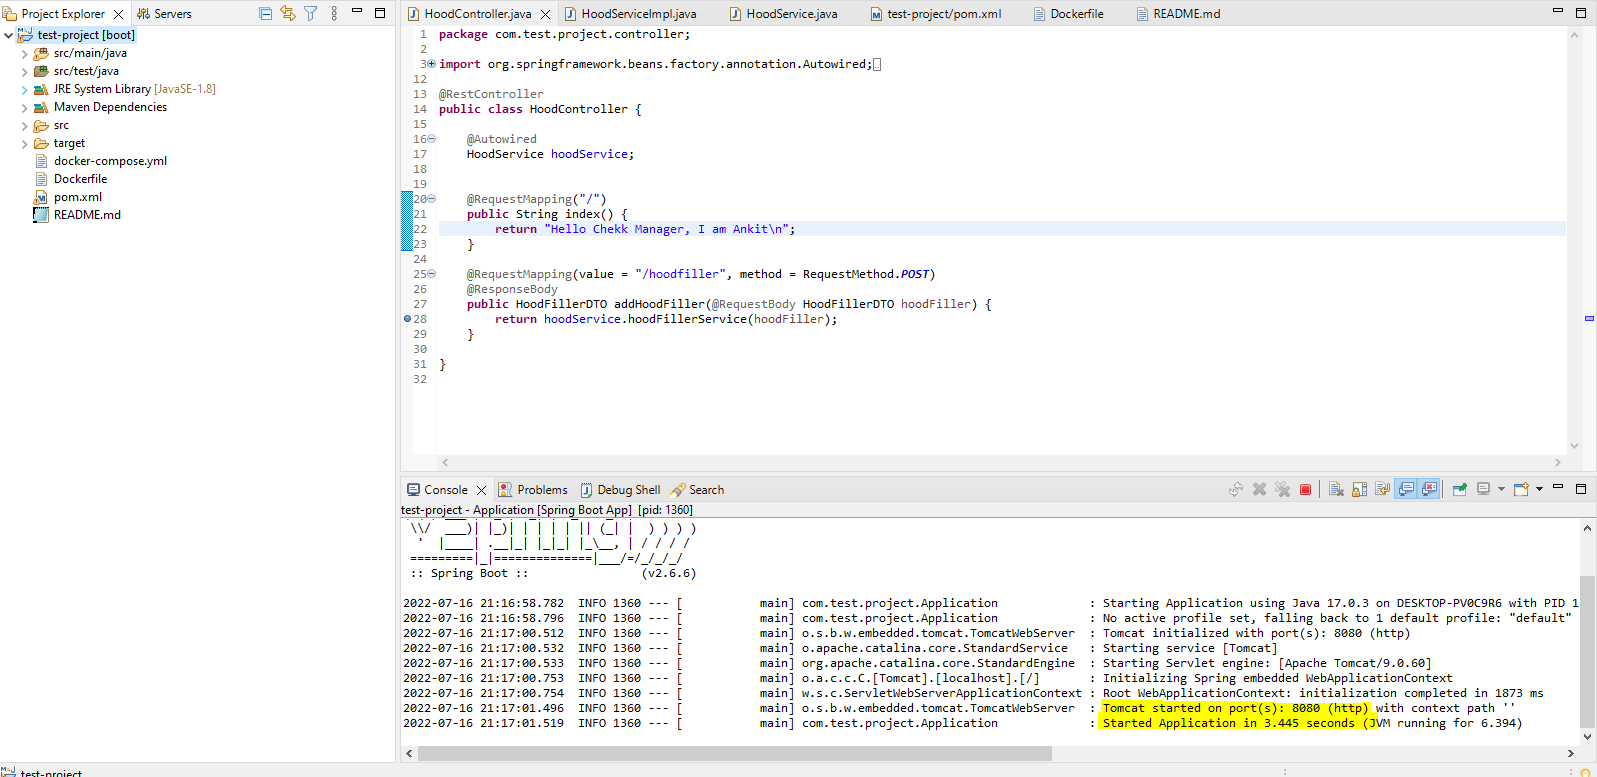 Project Explorer
Servers
test-project [boot]
src/main/java
src/test/java
JRE System Library [JavaSE-1.8]
Maven Dependencies
src
target
docker-compose.yml
Dockerfile
pom.xml
README.md
HoodController.java
HoodServiceImpl.java
HoodService.java
test-project/pom.xml
Dockerfile
README.md
1 package com.test.project.controller;
2
3 import org.springframework.beans.factory.annotation.Autowired;
12
13 @RestController
14 public class HoodController {
15
16     @Autowired
17     HoodService hoodService;
18
19
20     @RequestMapping("/")
21     public String index() {
22         return "Hello Chekk Manager, I am Ankit\n";
23     }
24
25     @RequestMapping(value = "/hoodfiller", method = RequestMethod.POST)
26     @ResponseBody
27     public HoodFillerDTO addHoodFiller(@RequestBody HoodFillerDTO hoodFiller) {
28         return hoodService.hoodFillerService(hoodFiller);
29     }
30
31 }
32
Console
Problems
Debug Shell
Search
test-project - Application [Spring Boot App] [pid: 1360]
 \\/  ___)| |_)| | | | | || (_| |  ) ) ) )
  '  |____| .__|_| |_|_| |_\__, | / / / /
 =========|_|==============|___/=/_/_/_/
 :: Spring Boot ::                (v2.6.6)
2022-07-16 21:16:58.782  INFO 1360 --- [           main] com.test.project.Application             : Starting Application using Java 17.0.3 on DESKTOP-PV0C9R6 with PID 1
2022-07-16 21:16:58.796  INFO 1360 --- [           main] com.test.project.Application             : No active profile set, falling back to 1 default profile: "default"
2022-07-16 21:17:00.512  INFO 1360 --- [           main] o.s.b.w.embedded.tomcat.TomcatWebServer  : Tomcat initialized with port(s): 8080 (http)
2022-07-16 21:17:00.532  INFO 1360 --- [           main] o.apache.catalina.core.StandardService   : Starting service [Tomcat]
2022-07-16 21:17:00.533  INFO 1360 --- [           main] org.apache.catalina.core.StandardEngine  : Starting Servlet engine: [Apache Tomcat/9.0.60]
2022-07-16 21:17:00.753  INFO 1360 --- [           main] o.a.c.c.C.[Tomcat].[localhost].[/]       : Initializing Spring embedded WebApplicationContext
2022-07-16 21:17:00.754  INFO 1360 --- [           main] w.s.c.ServletWebServerApplicationContext : Root WebApplicationContext: initialization completed in 1873 ms
2022-07-16 21:17:01.496  INFO 1360 --- [           main] o.s.b.w.embedded.tomcat.TomcatWebServer  : Tomcat started on port(s): 8080 (http) with context path ''
2022-07-16 21:17:01.519  INFO 1360 --- [           main] com.test.project.Application             : Started Application in 3.445 seconds (JVM running for 6.394)
test-project